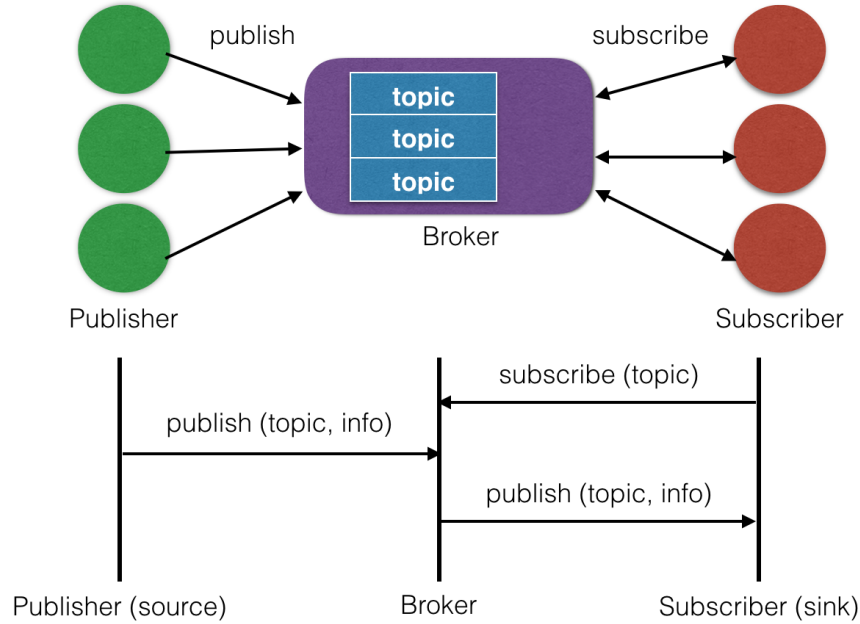 publish
subscribe
topic
topic
topic
Broker
Publisher
Subscriber
subscribe (topic)
publish (topic, info)
publish (topic, info)
Publisher (source)
Broker
Subscriber (sink)